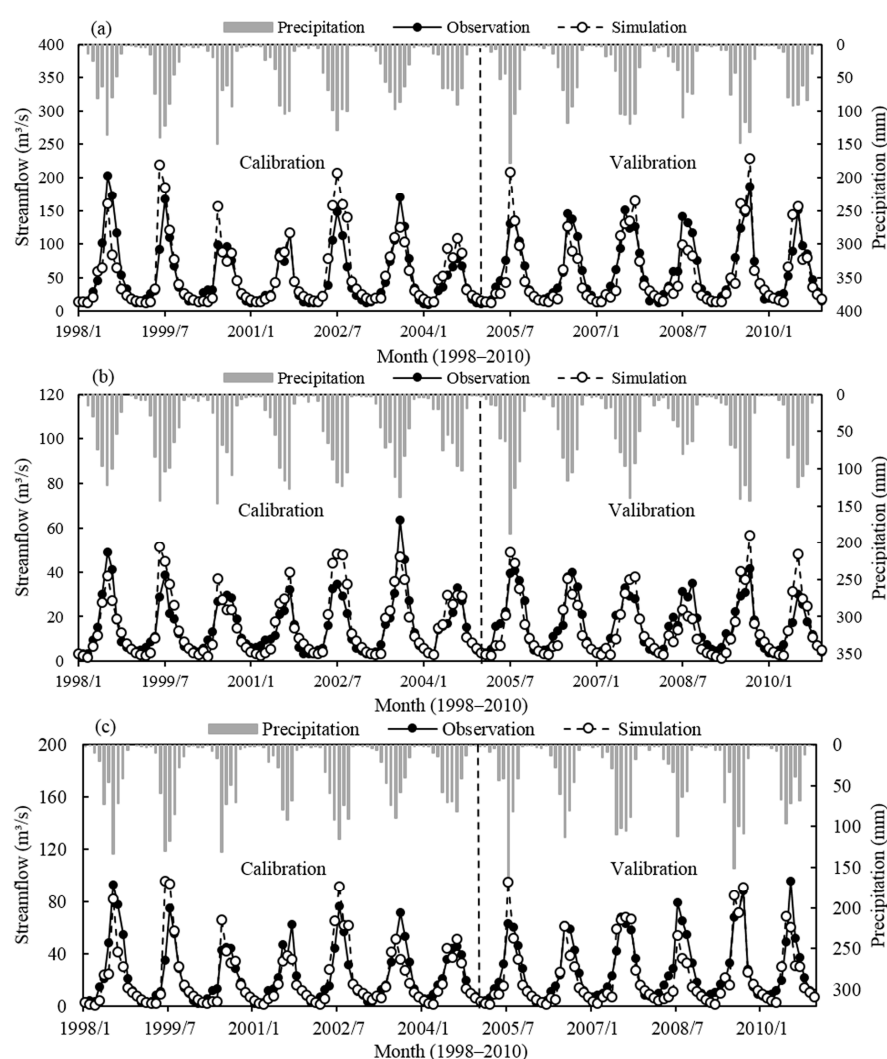 (a)
Precipitation Observation Simulation
Streamflow (m³/s)
400
350
300
250
200
150
100
50
0
Calibration
Valibration
0
50
100
150
200
250
300
350
400
Precipitation (mm)
1998/1 1999/7 2001/1 2002/7 2004/1 2005/7 2007/1 2008/7 2010/1
Month (1998–2010)
(b)
Precipitation Observation Simulation
Streamflow (m³/s)
120
100
80
60
40
20
0
Calibration
Valibration
0
50
100
150
200
250
300
350
Precipitation (mm)
1998/1 1999/7 2001/1 2002/7 2004/1 2005/7 2007/1 2008/7 2010/1
Month (1998–2010)
(c)
Precipitation Observation Simulation
Streamflow (m³/s)
200
160
120
80
40
0
Calibration
Valibration
0
50
100
150
200
250
300
Precipitation (mm)
1998/1 1999/7 2001/1 2002/7 2004/1 2005/7 2007/1 2008/7 2010/1
Month (1998–2010)